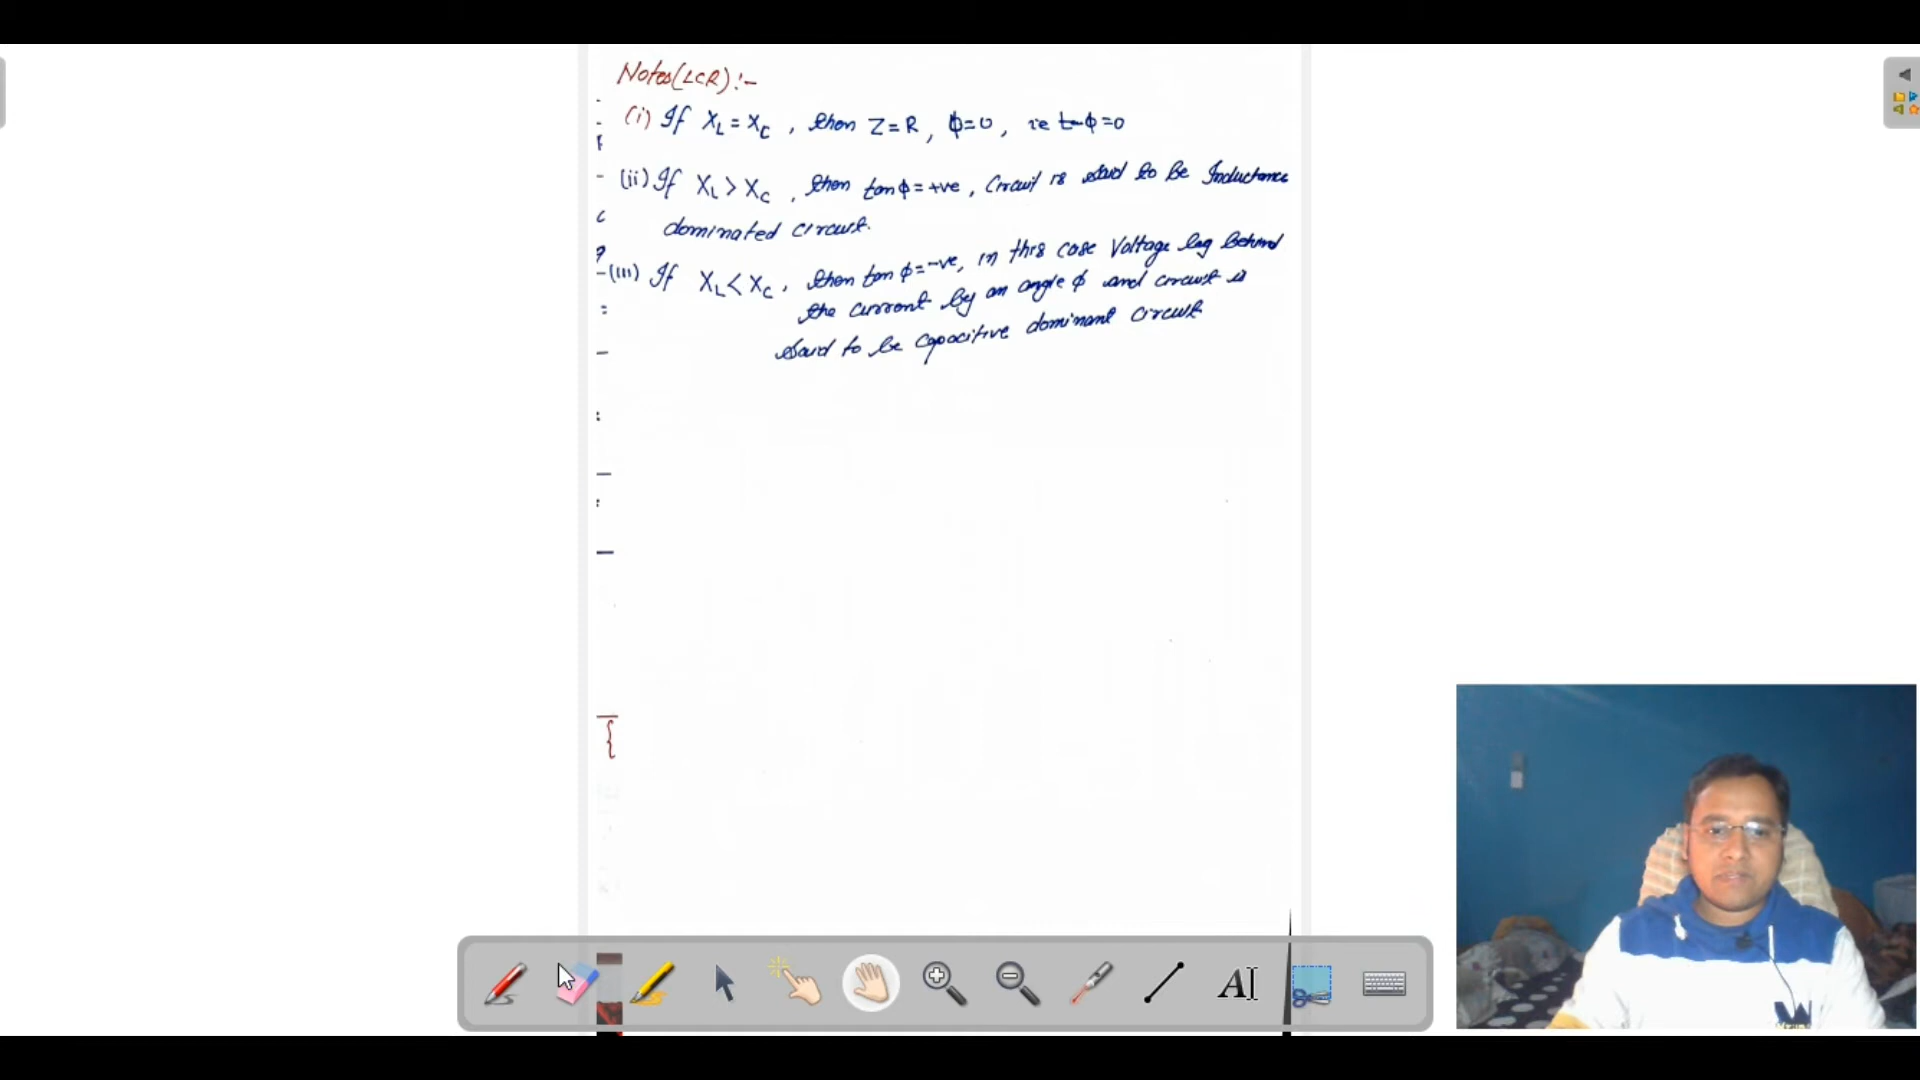 Notes(LCR):-
(i) If XL = XC, then Z = R, φ=0, ie tanφ=0
(ii) If XL > XC, then tanφ = +ve, Circuit is said to be Inductance
dominated circuit.
(iii) If XL < XC, then tanφ = -ve, in this case Voltage lag behind
the current by an angle φ and circuit is
said to be capacitive dominant circuit